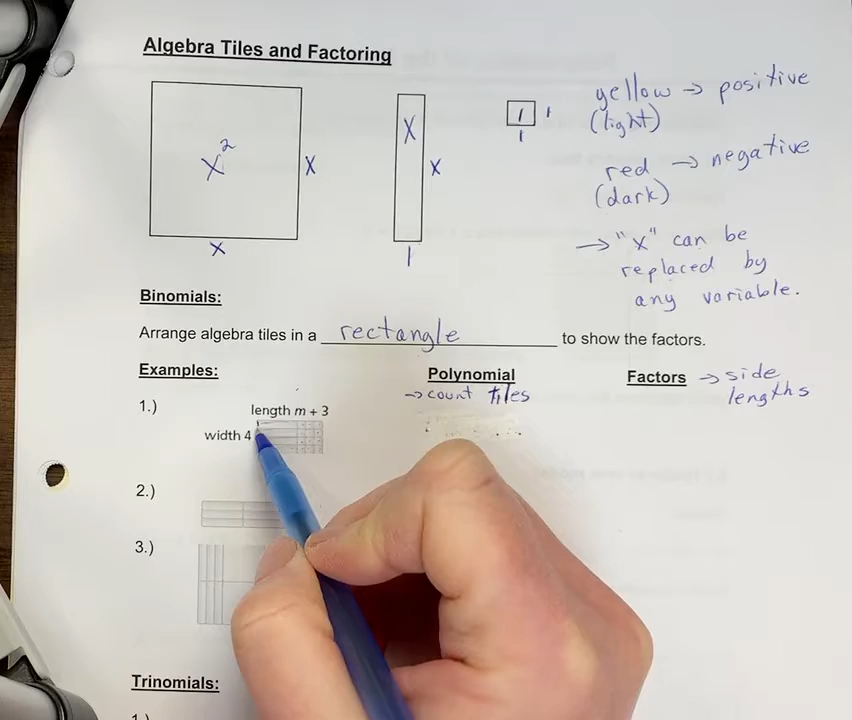 Algebra Tiles and Factoring
x²
x
x
x
x
1
1
1
1
yellow → positive
(light)
red → negative
(dark)
→ "x" can be
replaced by
any variable.
Binomials:
Arrange algebra tiles in a rectangle to show the factors.
Examples:
Polynomial
Factors → side
lengths
→ count tiles
1.)
length m + 3
width 4
2.)
3.)
Trinomials:
1.)